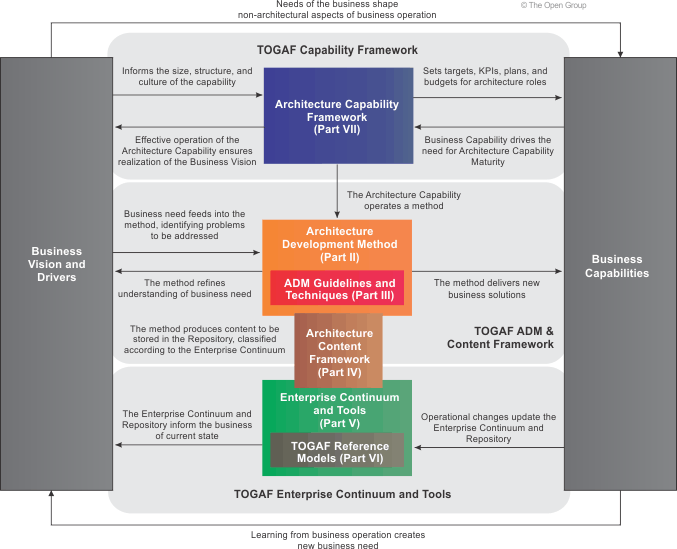 Needs of the business shape
non-architectural aspects of business operation
© The Open Group
TOGAF Capability Framework
Informs the size, structure, and
culture of the capability
Architecture Capability
Framework
(Part VII)
Sets targets, KPIs, plans, and
budgets for architecture roles
Effective operation of the
Architecture Capability ensures
realization of the Business Vision
Business Capability drives the
need for Architecture Capability
Maturity
The Architecture Capability
operates a method
Business
Vision and
Drivers
Business need feeds into the
method, identifying problems
to be addressed
Architecture
Development Method
(Part II)
ADM Guidelines and
Techniques (Part III)
Business
Capabilities
The method refines
understanding of business need
The method delivers new
business solutions
The method produces content to be
stored in the Repository, classified
according to the Enterprise Continuum
Architecture
Content
Framework
(Part IV)
TOGAF ADM &
Content Framework
Enterprise Continuum
and Tools
(Part V)
TOGAF Reference
Models (Part VI)
The Enterprise Continuum and
Repository inform the business
of current state
Operational changes update the
Enterprise Continuum and
Repository
TOGAF Enterprise Continuum and Tools
Learning from business operation creates
new business need